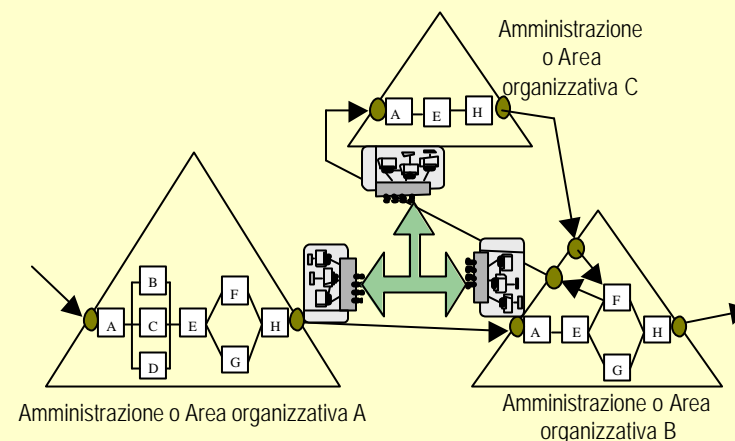 Amministrazione
o Area
organizzativa C
A E H
B
F
A C E H
D
G
F
A E H
G
Amministrazione o Area organizzativa A
Amministrazione o Area
organizzativa B